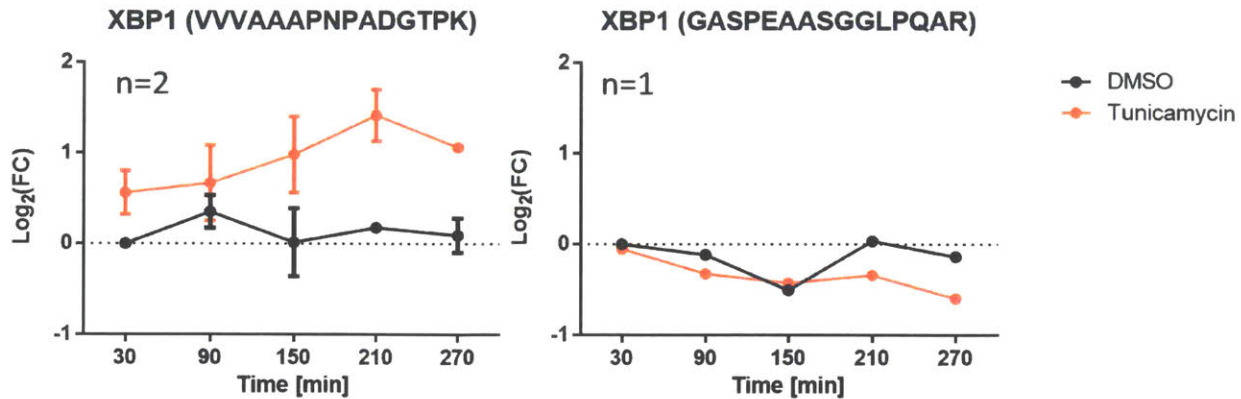 XBP1 (VVVAAAPNPADGTPK)
n=2
Log₂(FC)
2
1
0
-1
30 90 150 210 270
Time [min]
XBP1 (GASPEAASGGLPQAR)
n=1
Log₂(FC)
2
1
0
-1
30 90 150 210 270
Time [min]
DMSO
Tunicamycin